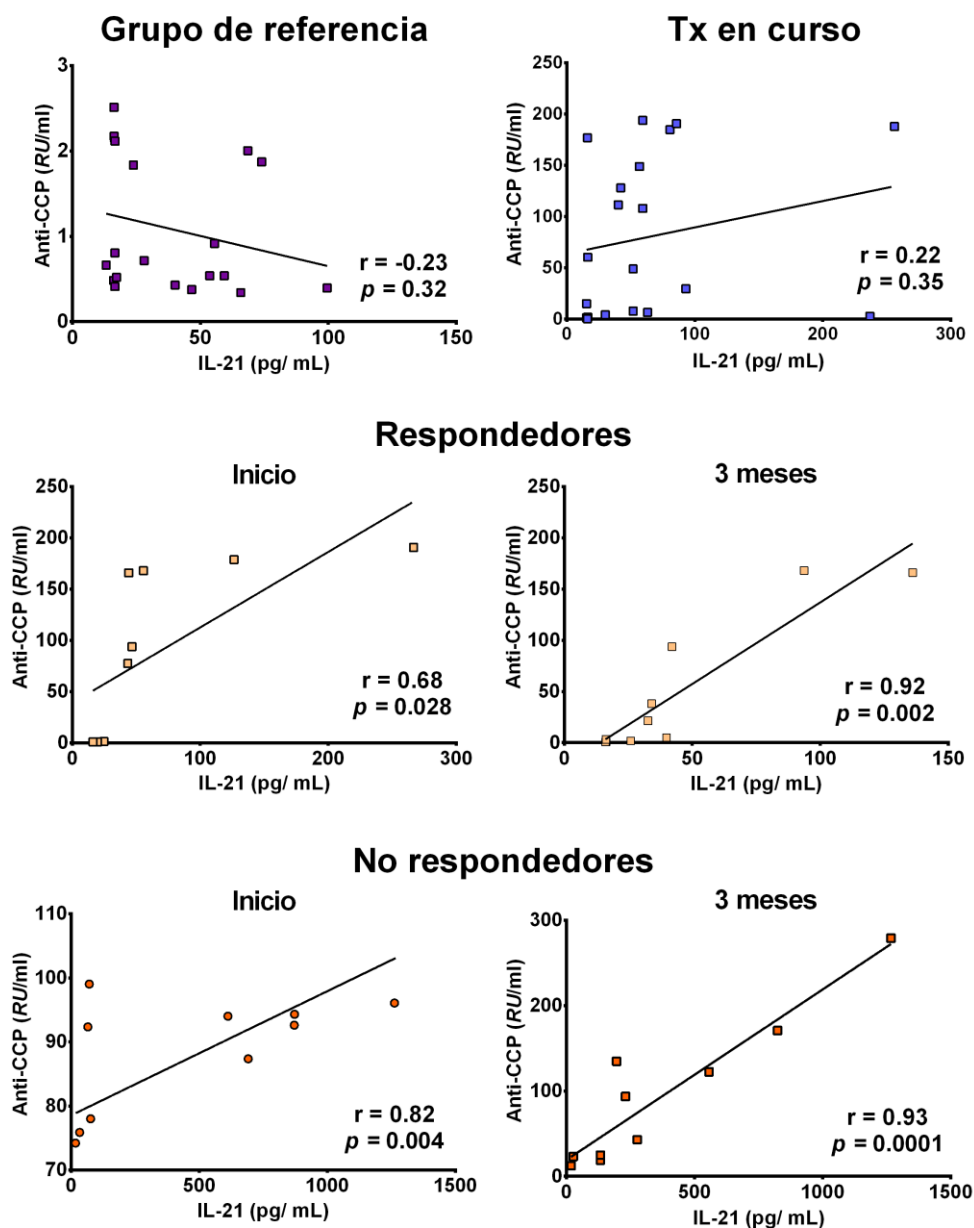 Grupo de referencia
Anti-CCP (RU/ml)
3
2
1
0
0
50
100
150
r = -0.23
p = 0.32
IL-21 (pg/ mL)
Tx en curso
Anti-CCP (RU/ml)
250
200
150
100
50
0
0
100
200
300
r = 0.22
p = 0.35
IL-21 (pg/ mL)
Respondedores
Inicio
Anti-CCP (RU/ml)
250
200
150
100
50
0
0
100
200
300
r = 0.68
p = 0.028
IL-21 (pg/ mL)
3 meses
Anti-CCP (RU/ml)
250
200
150
100
50
0
0
50
100
150
r = 0.92
p = 0.002
IL-21 (pg/ mL)
No respondedores
Inicio
Anti-CCP (RU/ml)
110
100
90
80
70
0
500
1000
1500
r = 0.82
p = 0.004
IL-21 (pg/ mL)
3 meses
Anti-CCP (RU/ml)
300
200
100
0
0
500
1000
1500
r = 0.93
p = 0.0001
IL-21 (pg/ mL)